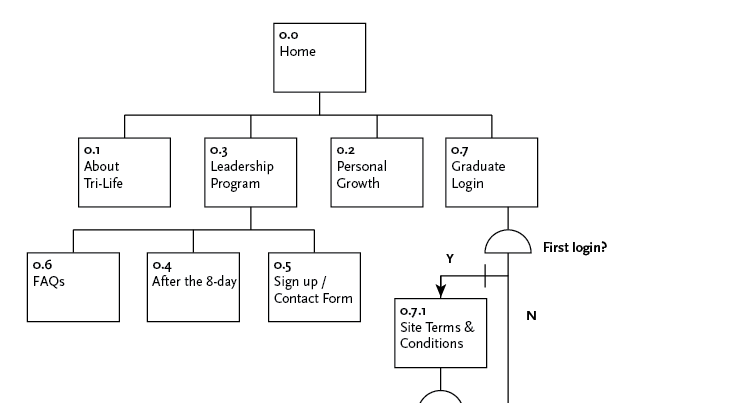 0.0
Home
0.1
About
Tri-Life
0.3
Leadership
Program
0.2
Personal
Growth
0.7
Graduate
Login
First login?
Y
0.6
FAQs
0.4
After the 8-day
0.5
Sign up /
Contact Form
N
0.7.1
Site Terms &
Conditions